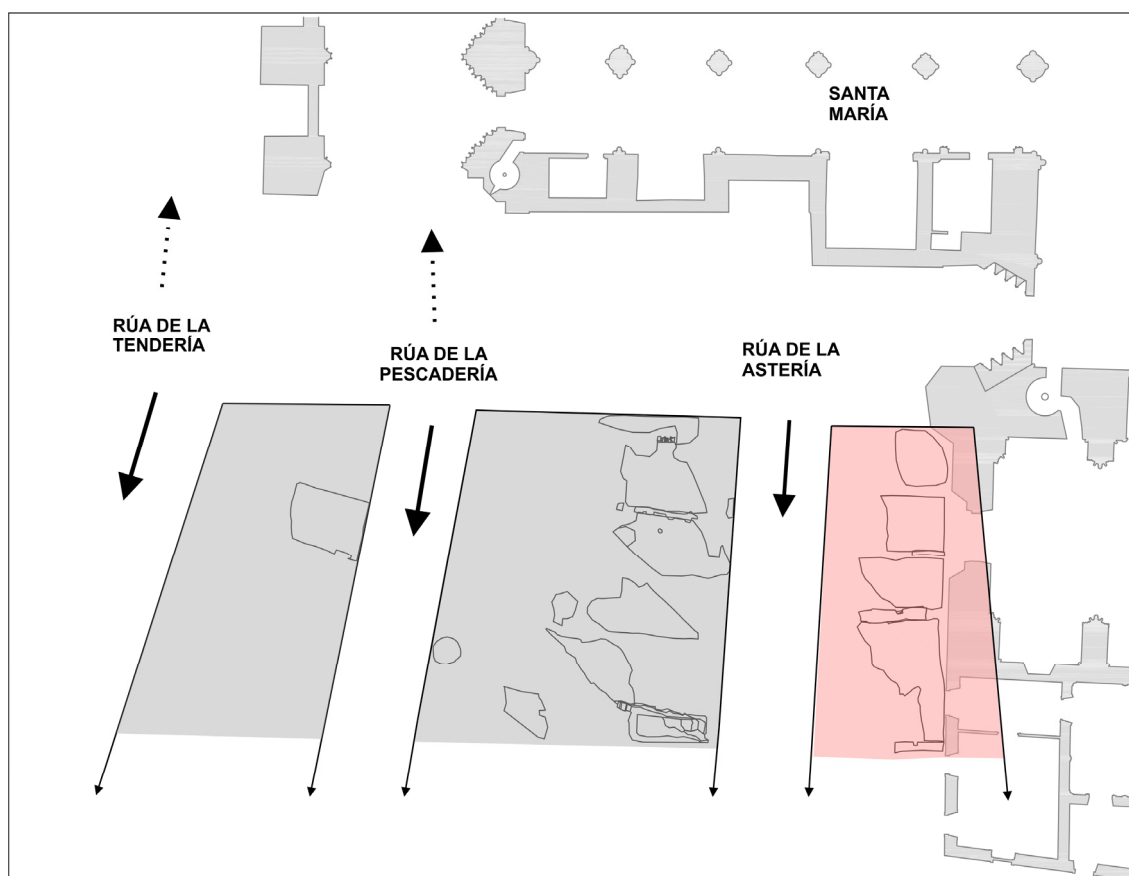 SANTA
MARÍA
RÚA DE LA
TENDERÍA
RÚA DE LA
PESCADERÍA
RÚA DE LA
ASTERÍA